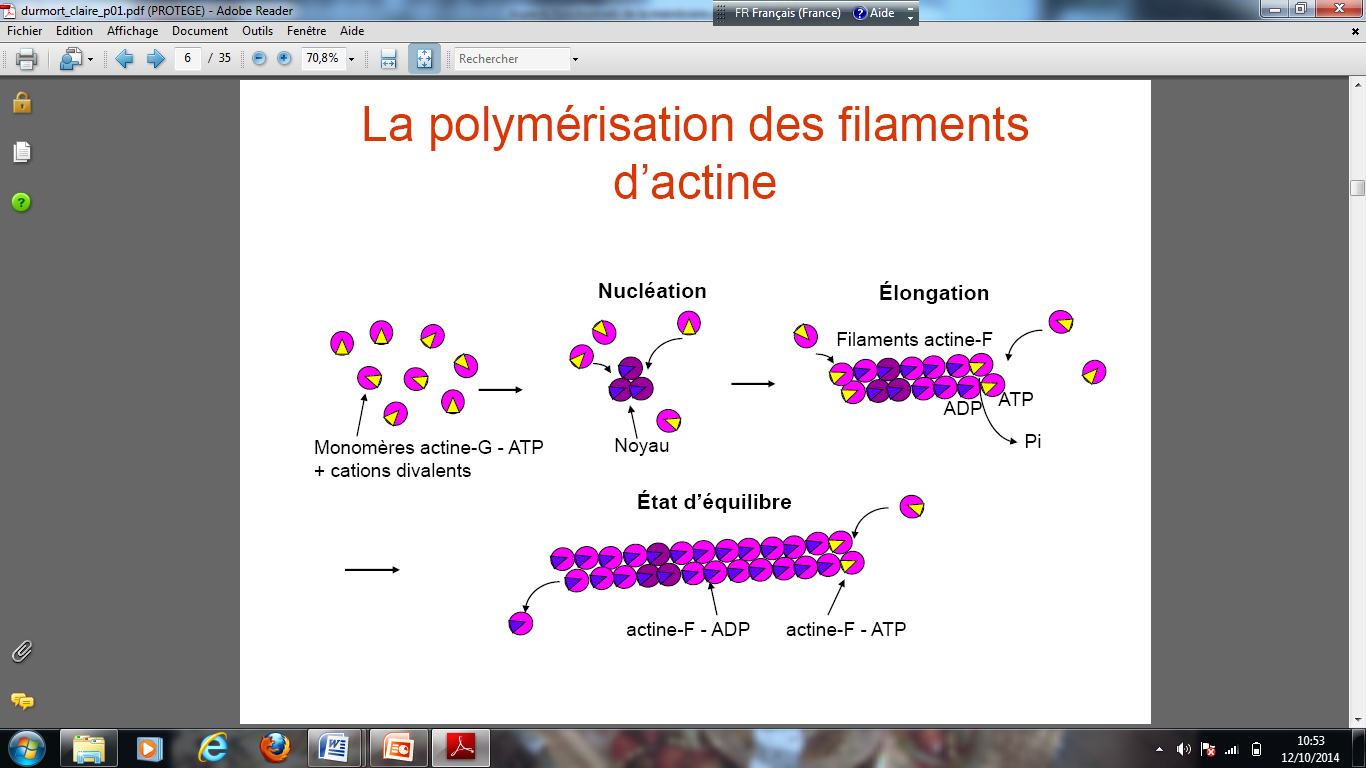 durmort_claire_p01.pdf (PROTEGE) - Adobe Reader
FR Français (France) Aide
Fichier Edition Affichage Document Outils Fenêtre Aide
6 / 35 70,8% Rechercher
La polymérisation des filaments
d'actine
Nucléation
Élongation
Filaments actine-F
ADP
ATP
Pi
Monomères actine-G - ATP
+ cations divalents
Noyau
État d'équilibre
actine-F - ADP
actine-F - ATP
10:53
12/10/2014